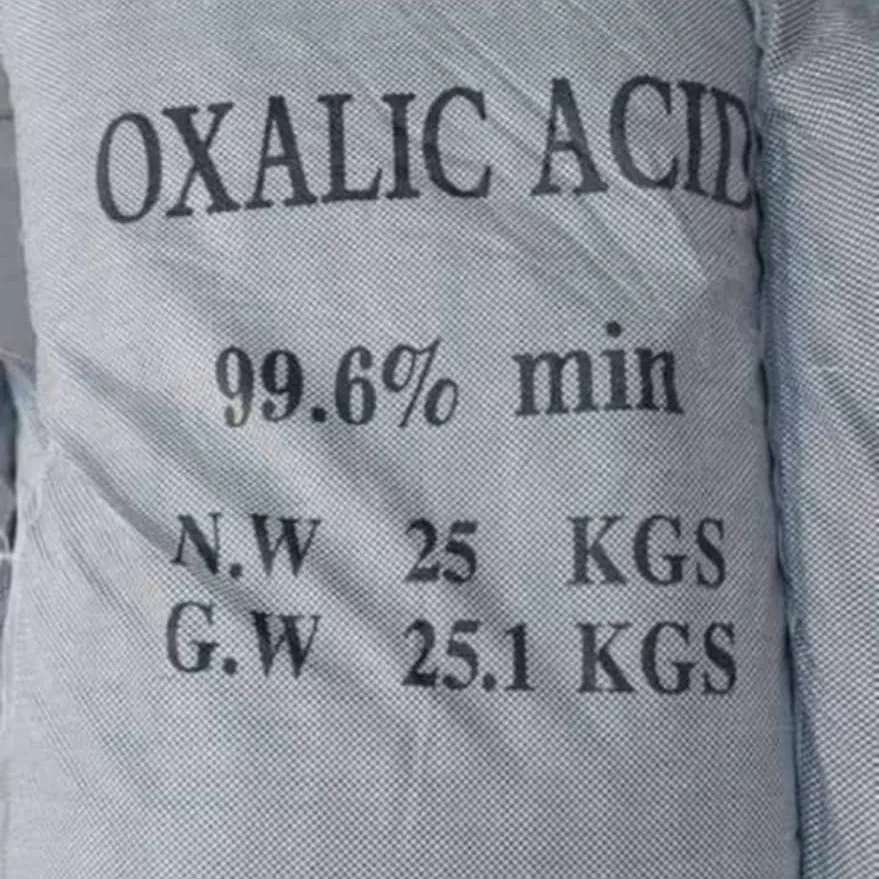 OXALIC ACID
99.6% min
N.W 25 KGS
G.W 25.1 KGS